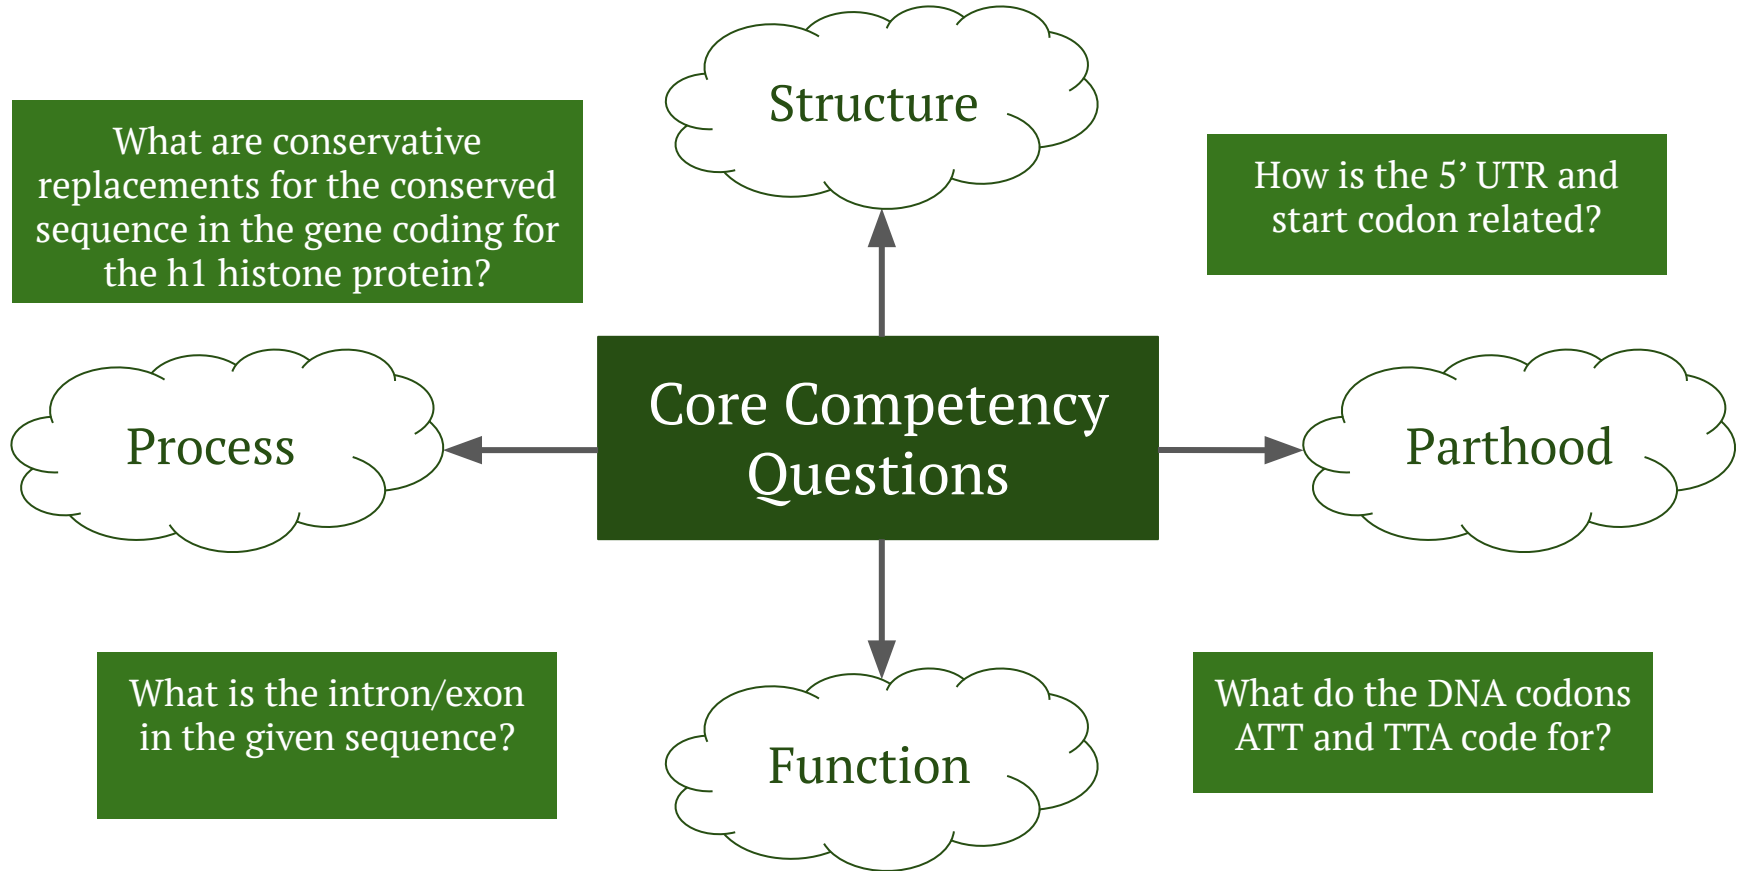 Structure
What are conservative
replacements for the conserved
sequence in the gene coding for
the h1 histone protein?
How is the 5’ UTR and
start codon related?
Core Competency
Questions
Process
Parthood
What is the intron/exon
in the given sequence?
Function
What do the DNA codons
ATT and TTA code for?